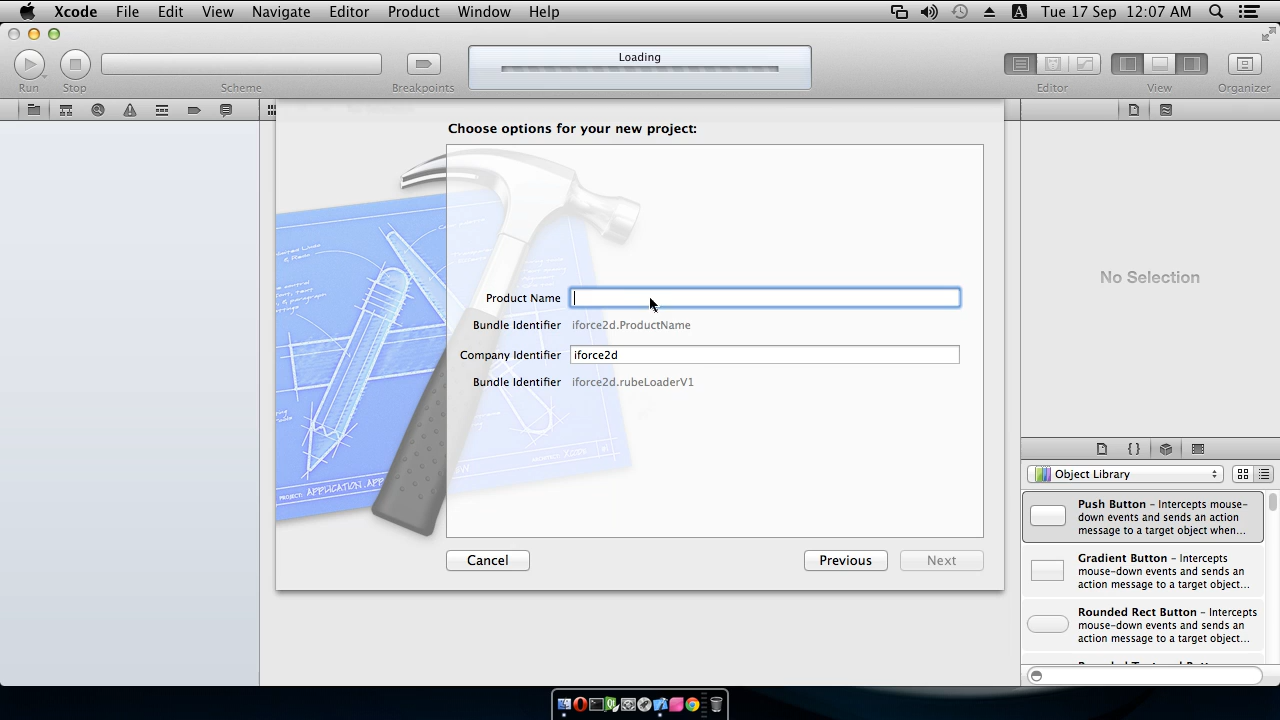 Xcode File Edit View Navigate Editor Product Window Help A Tue 17 Sep 12:07 AM
Loading
Run Stop Scheme Breakpoints Editor View Organizer
Choose options for your new project:
No Selection
Product Name
Bundle Identifier iforce2d.ProductName
Company Identifier iforce2d
Bundle Identifier iforce2d.rubeLoaderV1
PROJECT: APPLICATION.APP
Cancel Previous Next
{}
Object Library
Push Button – Intercepts mouse-
down events and sends an action
message to a target object when...
Gradient Button – Intercepts
mouse-down events and sends an
action message to a target object...
Rounded Rect Button – Intercepts
mouse-down events and sends an
action message to a target object...